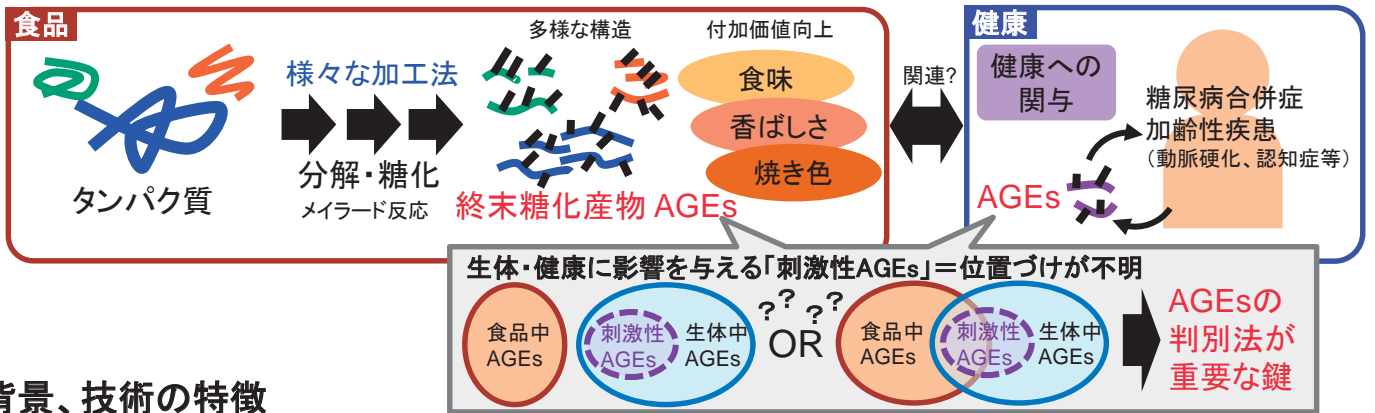 食品
タンパク質
様々な加工法
分解・糖化
メイラード反応
多様な構造
終末糖化産物 AGEs
付加価値向上
食味
香ばしさ
焼き色
関連?
健康
健康への
関与
糖尿病合併症
加齢性疾患
（動脈硬化、認知症等）
AGEs
生体・健康に影響を与える「刺激性AGEs」＝位置づけが不明
食品中
AGEs
刺激性
AGEs
生体中
AGEs
? ? ? ?
OR
食品中
AGEs
刺激性
AGEs
生体中
AGEs
AGEsの
判別法が
重要な鍵
背景、技術の特徴